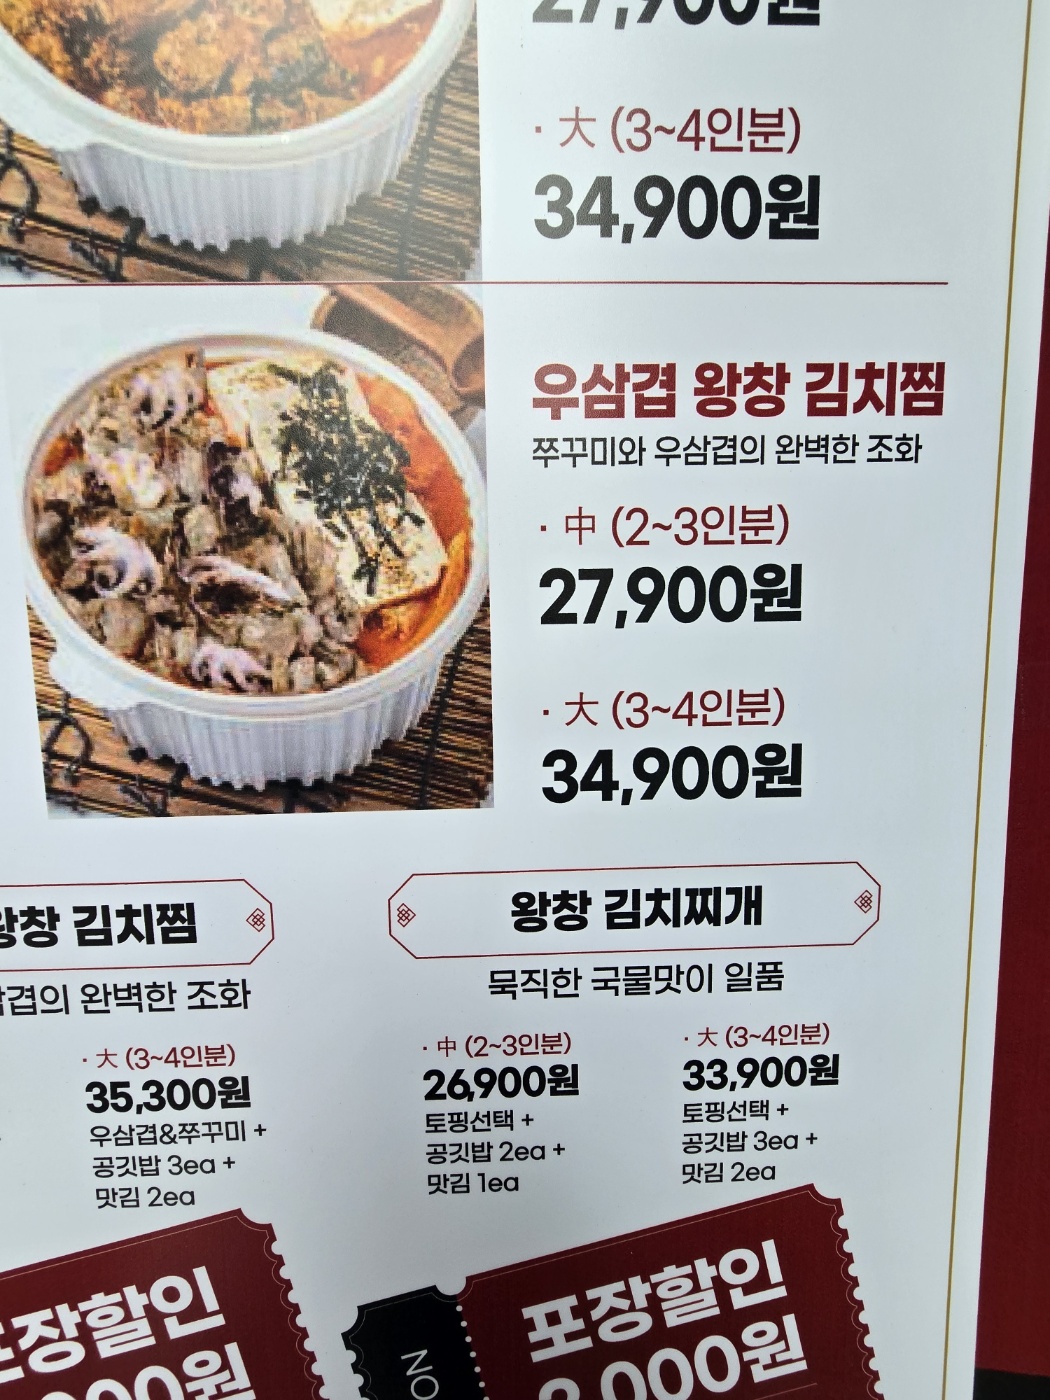 27,900원
· 大 (3~4인분)
34,900원
우삼겹 왕창 김치찜
쭈꾸미와 우삼겹의 완벽한 조화
· 中 (2~3인분)
27,900원
· 大 (3~4인분)
34,900원
왕창 김치찜
완벽한 조화
· 大 (3~4인분)
35,300원
우삼겹&쭈꾸미 +
공깃밥 3ea +
맛김 2ea
왕창 김치찌개
묵직한 국물맛이 일품
· 中 (2~3인분)
26,900원
토핑선택 +
공깃밥 2ea +
맛김 1ea
· 大 (3~4인분)
33,900원
토핑선택 +
공깃밥 3ea +
맛김 2ea
포장할인
포장할인